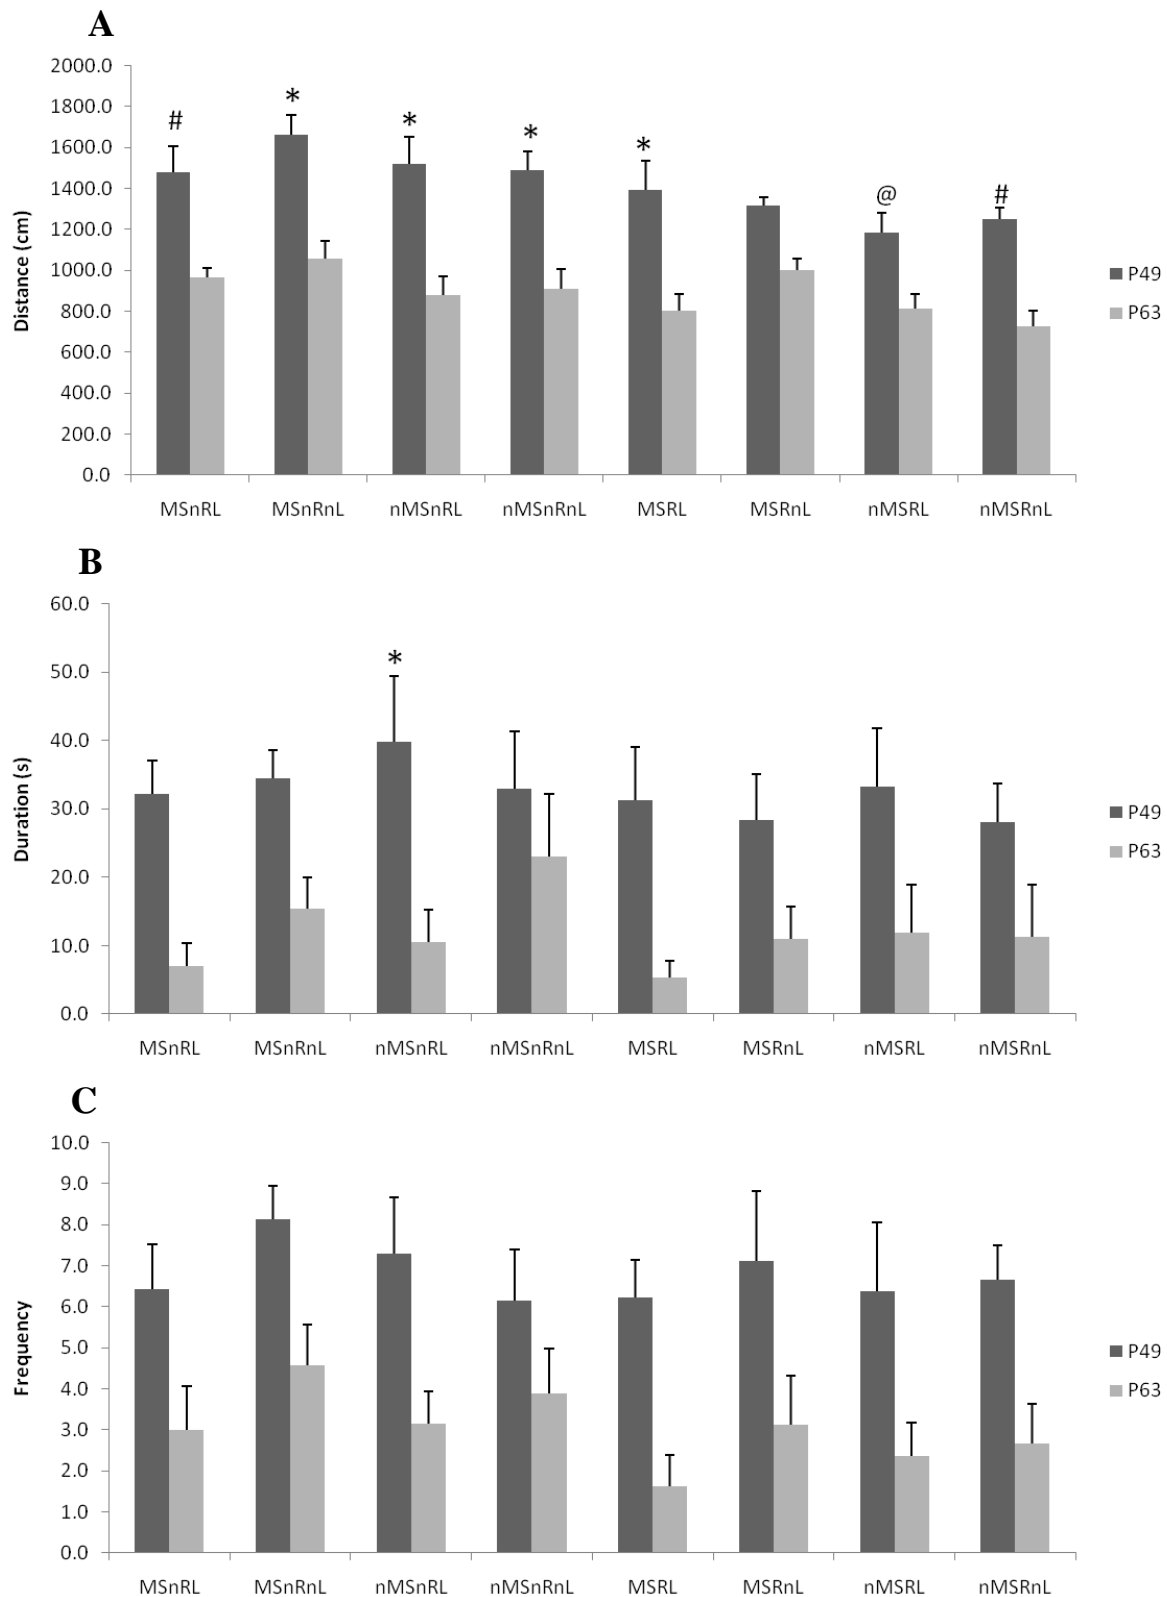 A
2000.0
1800.0
1600.0
1400.0
1200.0
1000.0
800.0
600.0
400.0
200.0
0.0
Distance (cm)
# * * * * @ #
MSnRL MSnRnL nMSnRL nMSnRnL MSRL MSRnL nMSRL nMSRnL
P49
P63
B
60.0
50.0
40.0
30.0
20.0
10.0
0.0
Duration (s)
*
MSnRL MSnRnL nMSnRL nMSnRnL MSRL MSRnL nMSRL nMSRnL
P49
P63
C
10.0
9.0
8.0
7.0
6.0
5.0
4.0
3.0
2.0
1.0
0.0
Frequency
MSnRL MSnRnL nMSnRL nMSnRnL MSRL MSRnL nMSRL nMSRnL
P49
P63